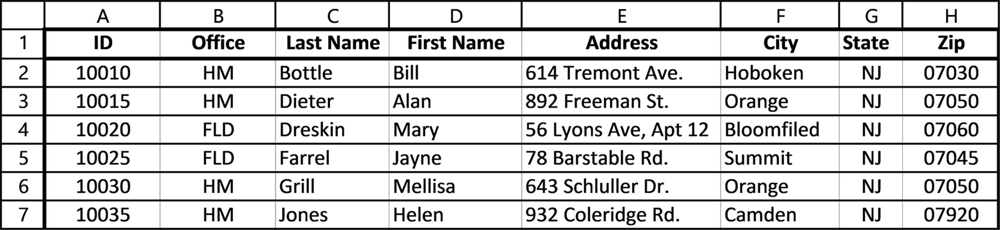 A B C D E F G H
1 ID Office Last Name First Name Address City State Zip
2 10010 HM Bottle Bill 614 Tremont Ave. Hoboken NJ 07030
3 10015 HM Dieter Alan 892 Freeman St. Orange NJ 07050
4 10020 FLD Dreskin Mary 56 Lyons Ave, Apt 12 Bloomfiled NJ 07060
5 10025 FLD Farrel Jayne 78 Barstable Rd. Summit NJ 07045
6 10030 HM Grill Mellisa 643 Schluller Dr. Orange NJ 07050
7 10035 HM Jones Helen 932 Coleridge Rd. Camden NJ 07920